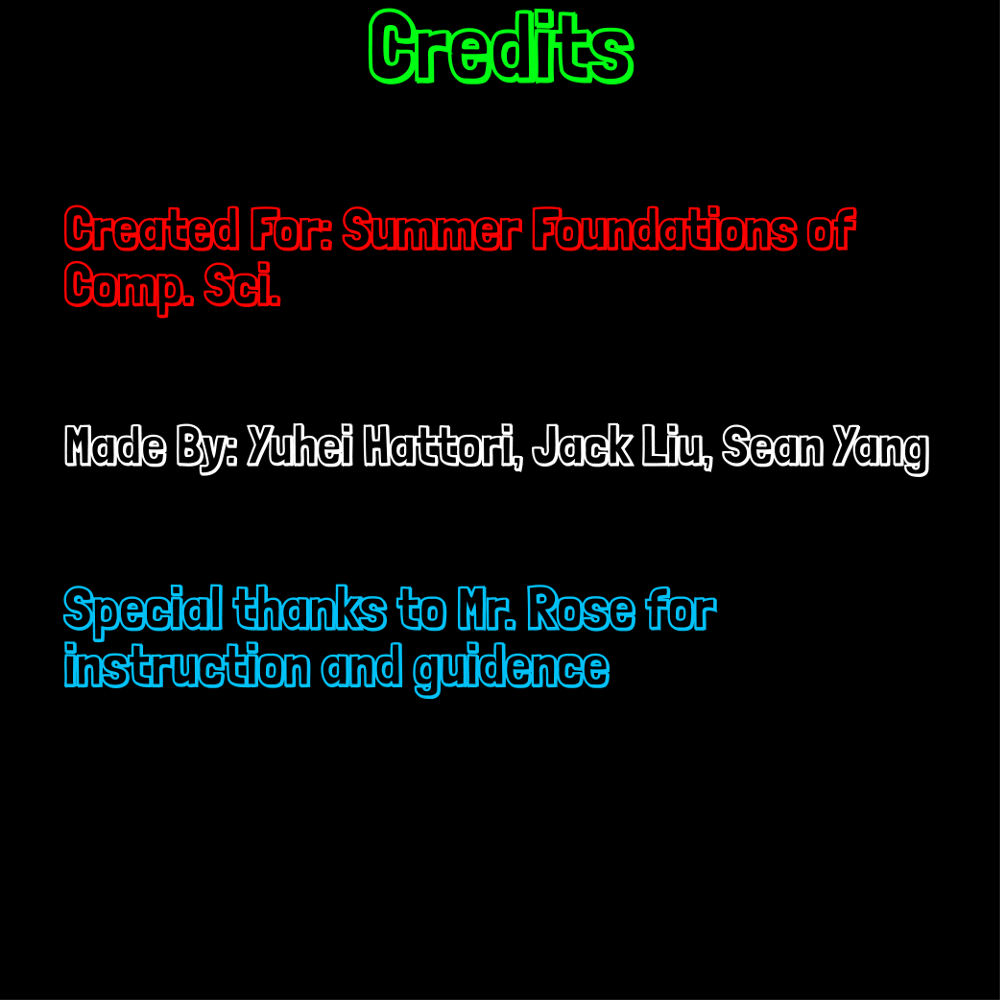 Credits
Created For: Summer Foundations of
Comp. Sci.
Made By: Yuhei Hattori, Jack Liu, Sean Yang
Special thanks to Mr. Rose for
instruction and guidence